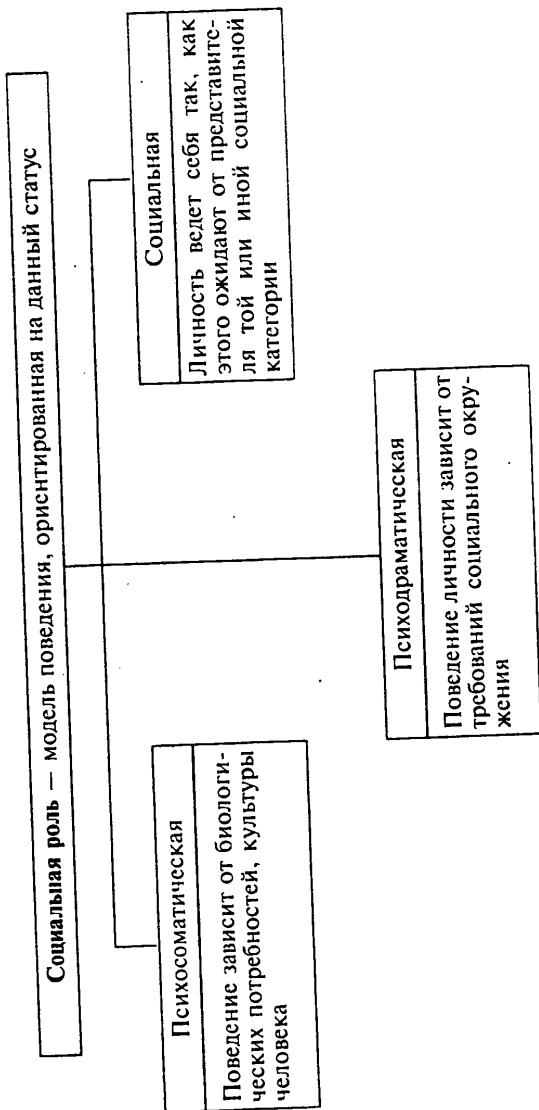 Социальная роль — модель поведения, ориентированная на данный статус
Психосоматическая
Поведение зависит от биологи-
ческих потребностей, культуры
человека
Психодраматическая
Поведение личности зависит от
требований социального окру-
жения
Социальная
Личность ведет себя так, как
этого ожидают от представите-
ля той или иной социальной
категории